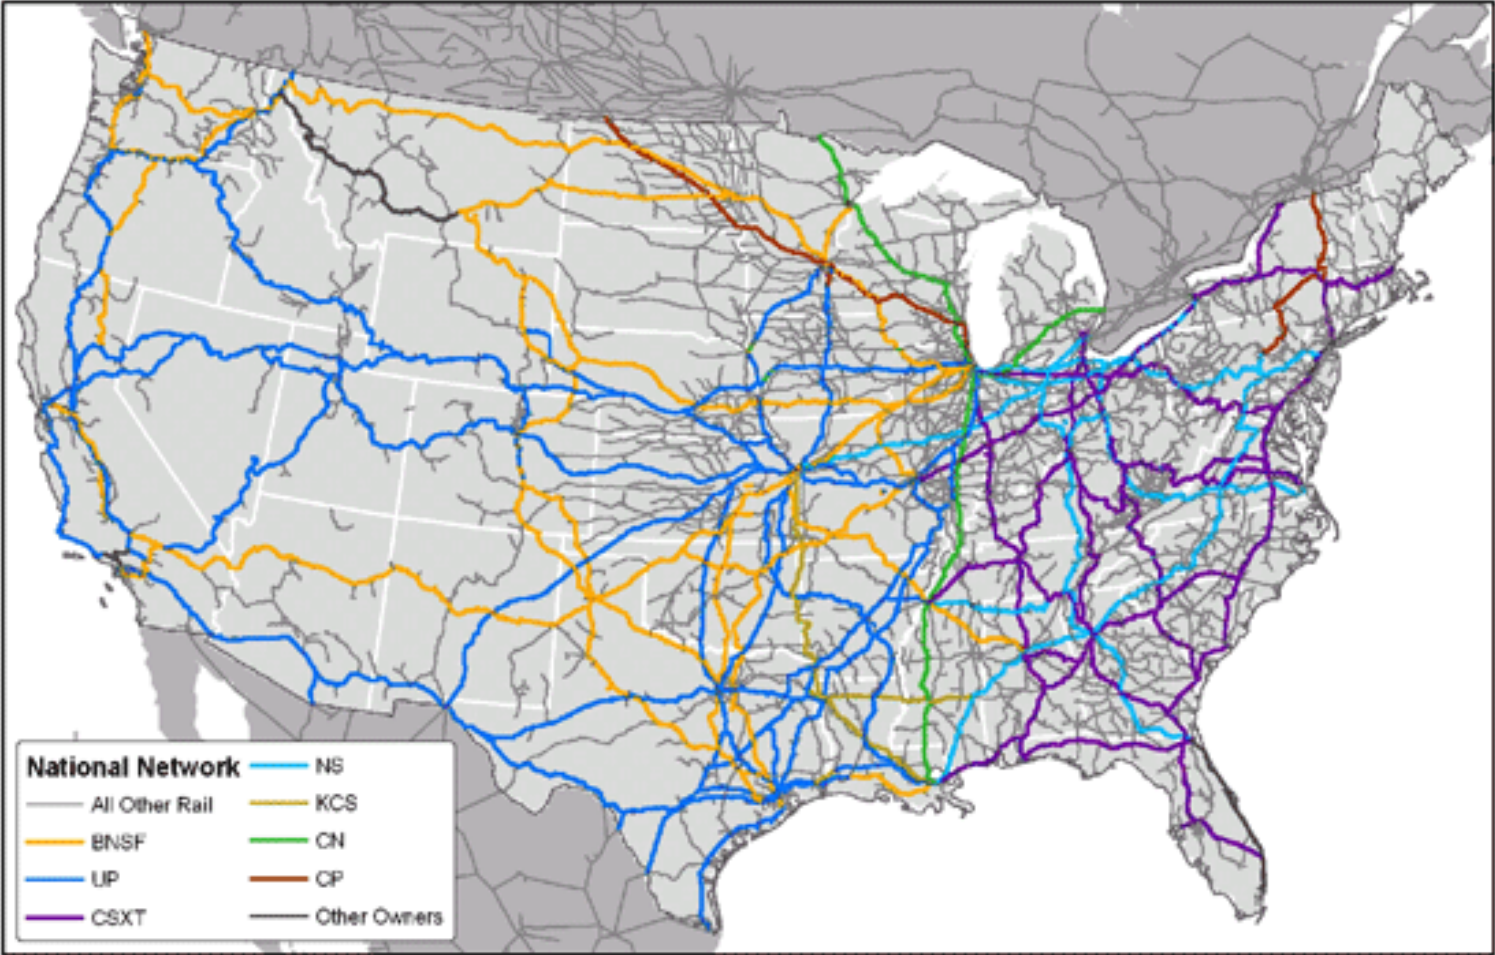 National Network
All Other Rail
BNSF
UP
CSXT
NS
KCS
CN
CP
Other Owners